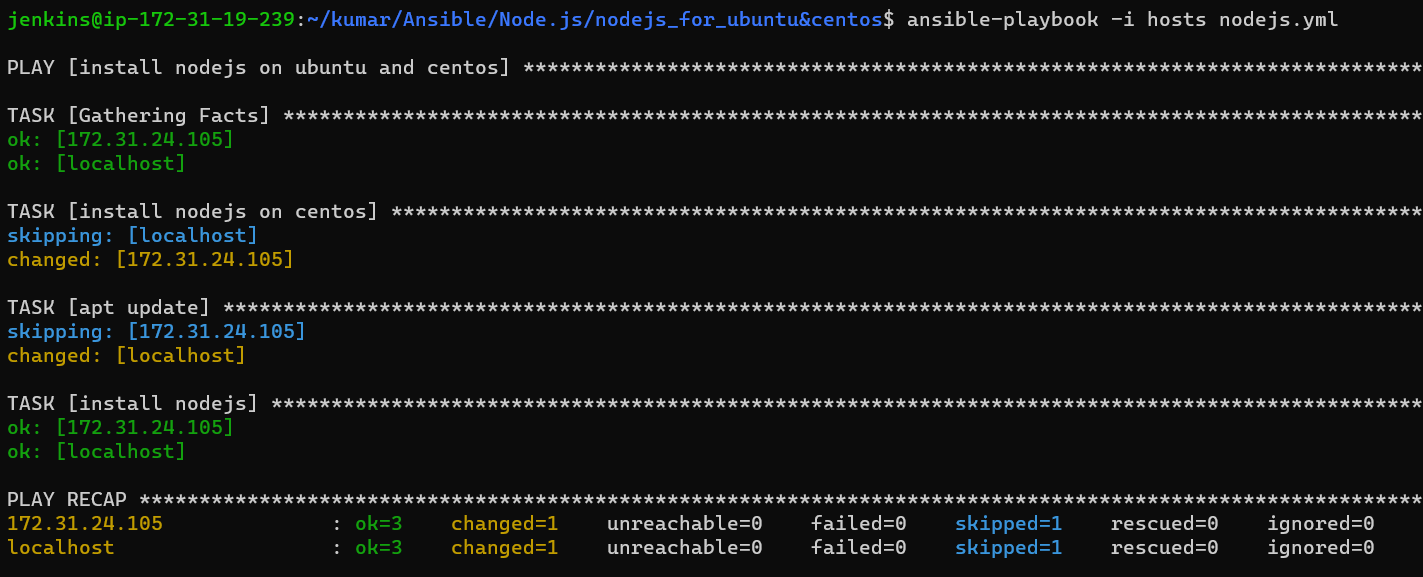 jenkins@ip-172-31-19-239:~/kumar/Ansible/Node.js/nodejs_for_ubuntu&centos$ ansible-playbook -i hosts nodejs.yml
PLAY [install nodejs on ubuntu and centos] ***************************************************************************
TASK [Gathering Facts] ***********************************************************************************************
ok: [172.31.24.105]
ok: [localhost]
TASK [install nodejs on centos] **************************************************************************************
skipping: [localhost]
changed: [172.31.24.105]
TASK [apt update] ****************************************************************************************************
skipping: [172.31.24.105]
changed: [localhost]
TASK [install nodejs] ************************************************************************************************
ok: [172.31.24.105]
ok: [localhost]
PLAY RECAP ***********************************************************************************************************
172.31.24.105              : ok=3    changed=1    unreachable=0    failed=0    skipped=1    rescued=0    ignored=0
localhost                  : ok=3    changed=1    unreachable=0    failed=0    skipped=1    rescued=0    ignored=0